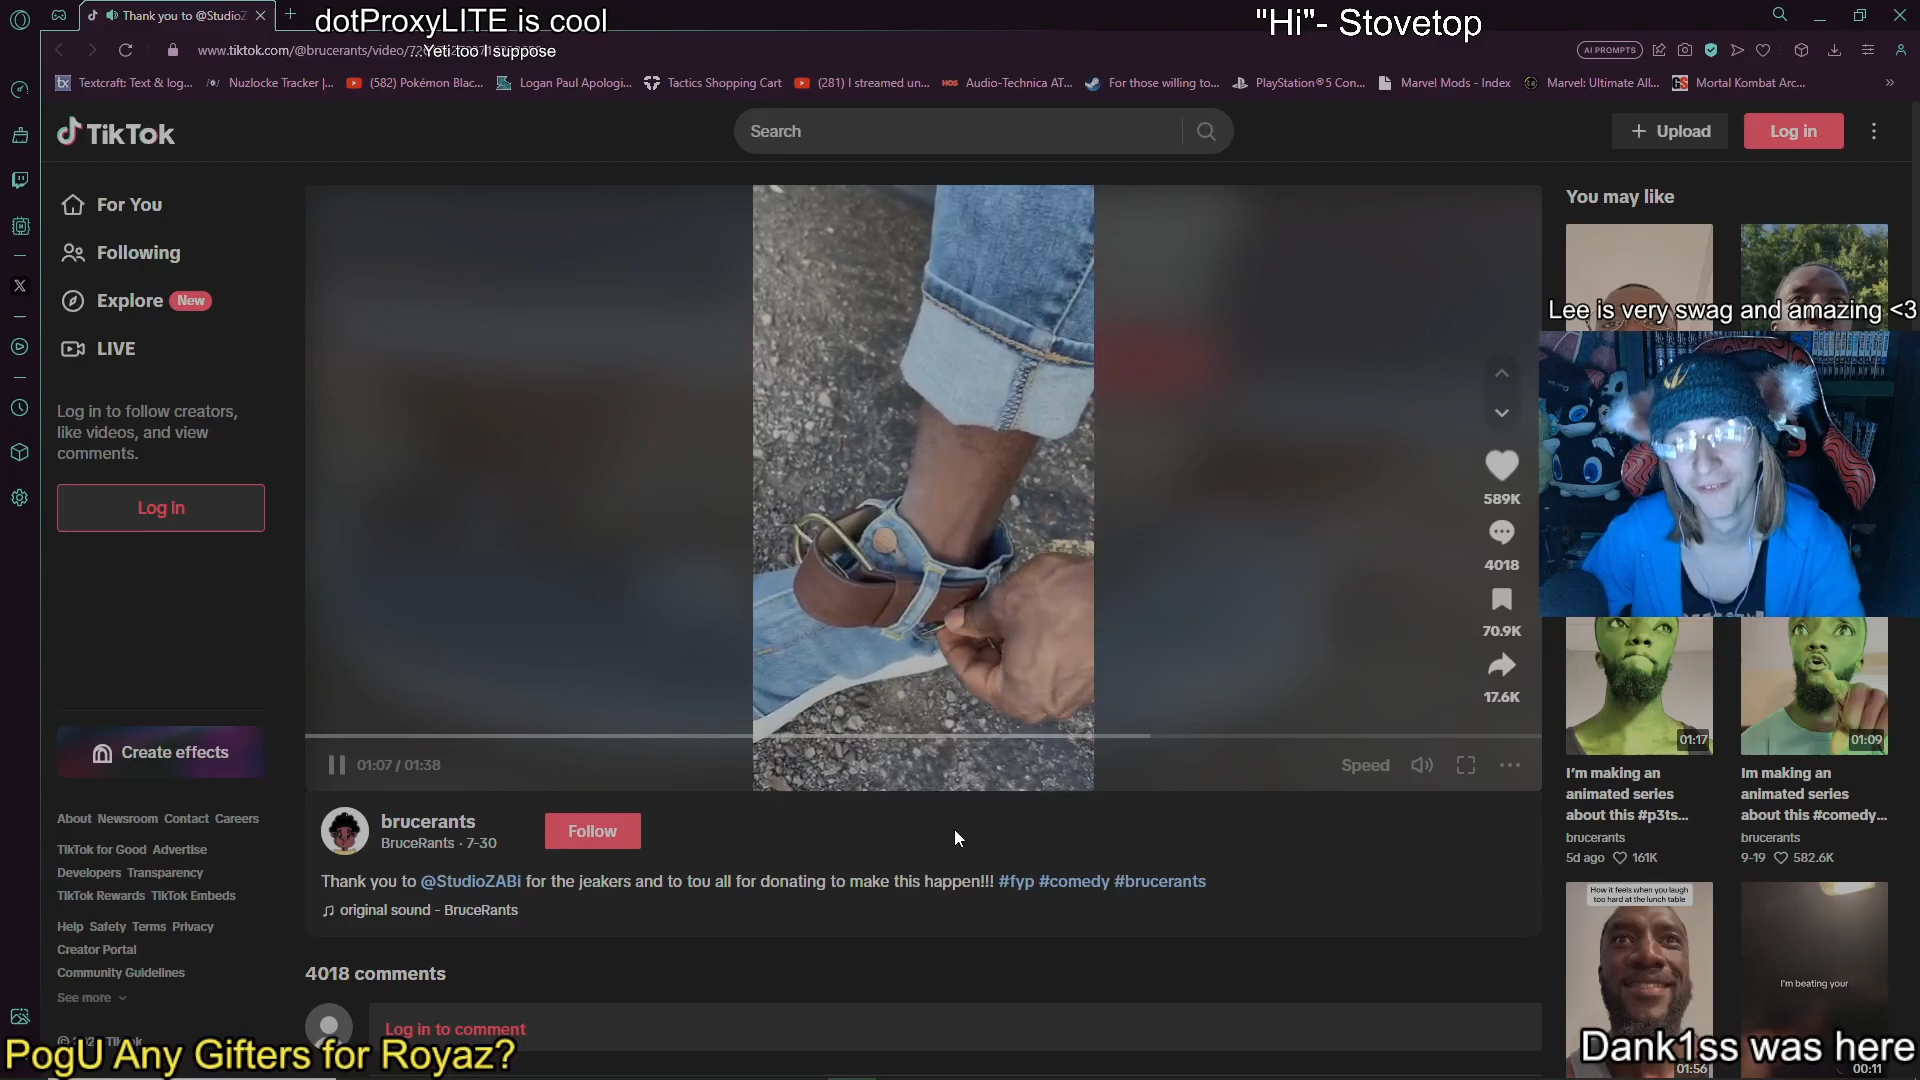 Thank you to @StudioZ
dotProxyLITE is cool
"Hi"- Stovetop
www.tiktok.com/@brucerants/video/7
...Yeti too I suppose
AI PROMPTS
Textcraft: Text & log...
Nuzlocke Tracker |...
(582) Pokémon Blac...
Logan Paul Apologi...
Tactics Shopping Cart
(281) I streamed un...
Audio-Technica AT...
For those willing to...
PlayStation®5 Con...
Marvel Mods - Index
Marvel: Ultimate All...
Mortal Kombat Arc...
TikTok
Search
Upload
Log in
For You
Following
Explore New
LIVE
Log in to follow creators,
like videos, and view
comments.
Log in
Create effects
About Newsroom Contact Careers
TikTok for Good Advertise
Developers Transparency
TikTok Rewards TikTok Embeds
Help Safety Terms Privacy
Creator Portal
Community Guidelines
See more
PogU Any Gifters for Royaz?
589K
4018
70.9K
17.6K
01:07 / 01:38
Speed
brucerants
BruceRants · 7-30
Follow
Thank you to @StudioZABi for the jeakers and to tou all for donating to make this happen!!! #fyp #comedy #brucerants
original sound - BruceRants
4018 comments
Log in to comment
You may like
Lee is very swag and amazing <3
01:17
I'm making an
animated series
about this #p3ts...
brucerants
5d ago 161K
01:09
Im making an
animated series
about this #comedy...
brucerants
9-19 582.6K
How it feels when you laugh
too hard at the lunch table
I'm beating your
Dank1ss was here
01:56
00:11